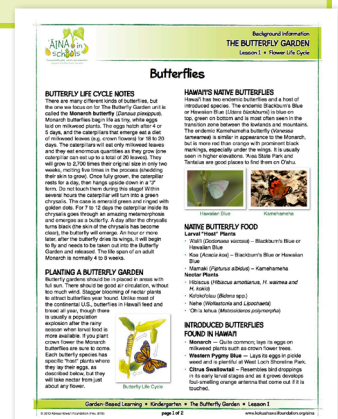 'ĀINA
in
schools
Background Information
THE BUTTERFLY GARDEN
Lesson 1 • Flower Life Cycle
Butterflies
BUTTERFLY LIFE CYCLE NOTES
There are many different kinds of butterflies, but
the one we focus on for The Butterfly Unit is
called the Monarch butterfly (Danaus plexippus).
Monarch butterflies begin life as tiny, white eggs
laid on milkweed plants. The eggs hatch after 4 or
5 days, and the caterpillars that emerge eat a diet
of milkweed leaves (e.g. crown flowers) for 18 to 20
days. The caterpillars will eat only milkweed leaves
and they eat enormous quantities as they grow (one
caterpillar can eat up to a total of 20 leaves). They
will grow to 2,700 times their original size in only two
weeks, molting five times in the process (shedding
their skin to grow). Once fully grown, the caterpillar
rests for a day, then hangs upside down in a "J"
form. Do not touch them during this stage! Within
several hours the caterpillar will turn into a green
chrysalis. The case is emerald green and ringed with
golden dots. For 7 to 12 days the caterpillar inside its
chrysalis goes through an amazing metamorphosis
and emerges as a butterfly. A day after the chrysalis
turns black (the skin of the chrysalis has become
clear), the butterfly will emerge. An hour or more
later, after the butterfly dries its wings, it will begin
to fly and needs to be taken out into the Butterfly
Garden and released. The life span of an adult
Monarch is normally 4 to 8 weeks.
PLANTING A BUTTERFLY GARDEN
Butterfly gardens should be in placed in areas with
full sun. There should be good air circulation, without
too much wind. Stagger blooming of nectar plants
to attract butterflies year round. Unlike most of
the continental U.S., butterflies in Hawaii feed and
breed all year, though there
is usually a population
explosion after the rainy
season when larval food is
more available. If you plant
crown flower the Monarch
butterflies are sure to come.
Each butterfly species has
specific "host" plants where
they lay their eggs, as
described below, but they
will take nectar from just
about any flower.
Butterfly Life Cycle
HAWAI'I'S NATIVE BUTTERFLIES
Hawai'i has two endemic butterflies and a host of
introduced species. The endemic Blackburn's Blue
or Hawaiian Blue (Udara blackburni) is blue on
top, green on bottom and is most often seen in the
transition zone between the lowlands and mountains.
The endemic Kamehameha butterfly (Vanessa
tameamea) is similar in appearance to the Monarch,
but is more red than orange with prominent black
markings, especially under the wings. It is usually
seen in higher elevations. 'Aiea State Park and
Tantalus are good places to find them on O'ahu.
Hawaiian Blue
Kamehameha
NATIVE BUTTERFLY FOOD
Larval "Host" Plants
• 'A'ali'i (Dodonaea viscosa) – Blackburn's Blue or
Hawaiian Blue
• Koa (Acacia koa) – Blackburn's Blue or Hawaiian
Blue
• Mamaki (Pipturus albidus) – Kamehameha
Nectar Plants
• Hibiscus (Hibiscus arnottianus, H. waimea and
H. kokio)
• Ko'oko'olau (Bidens spp.)
• Nehe (Wollastonia and Lipochaeta)
• 'Oh'ia lehua (Metrosideros polymorpha)
INTRODUCED BUTTERFLIES
FOUND IN HAWAI'I
• Monarch — Quite common; lays its eggs on
milkweed plants such as crown flower trees.
• Western Pygmy Blue — Lays its eggs in pickle
weed and is plentiful at West Loch Shoreline Park.
• Citrus Swallowtail — Resembles bird droppings
in its early larval stages and as it grows develops
foul-smelling orange antenna that come out if it is
touched.
Garden-Based Learning • Kindergarten • The Butterfly Garden • Lesson 1
page 1 of 2
www.kokuahawaiifoundation.org/aina